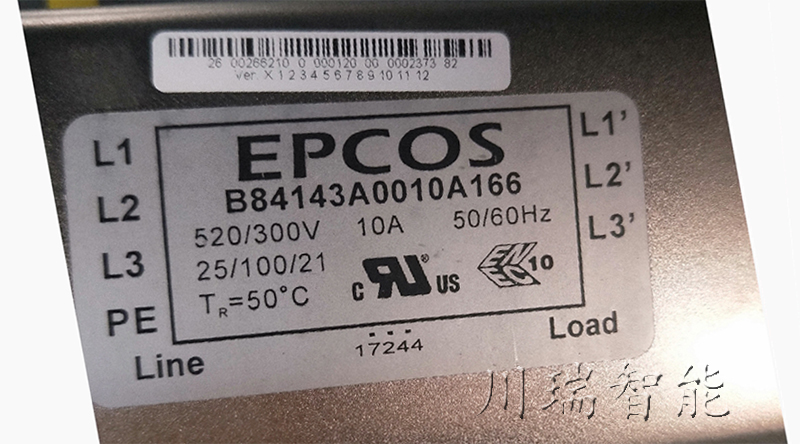 26 00266210 0 000120 00 0002373 82
Ver. X 1 2 3 4 5 6 7 8 9 10 11 12
L1
L2
L3
PE
Line
EPCOS
B84143A0010A166
520/300V 10A 50/60Hz
25/100/21
TR=50°C
c RU ® US
ENEC 10
17244
L1'
L2'
L3'
Load
川瑞智能